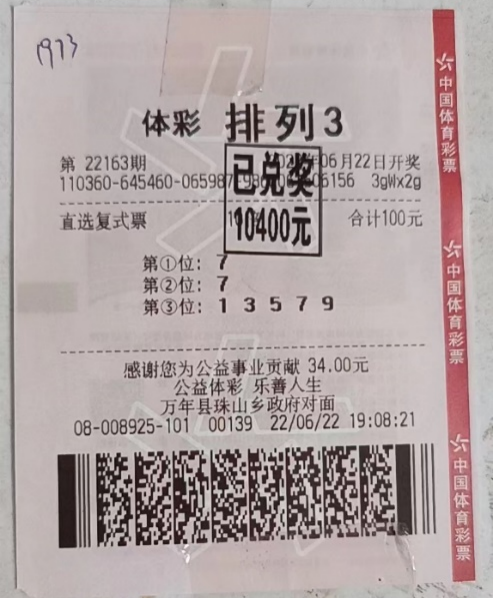 1973
体彩 排列3
第 22163期 年06月22日开奖
110360-645460-065987 06156 3gWx2g
已兑奖
10400元
直选复式票 合计100元
第①位: 7
第②位: 7
第③位: 1 3 5 7 9
感谢您为公益事业贡献 34.00元
公益体彩 乐善人生
万年县珠山乡政府对面
08-008925-101 00139 22/06/22 19:08:21
中国体育彩票
中国体育彩票
中国体育彩票